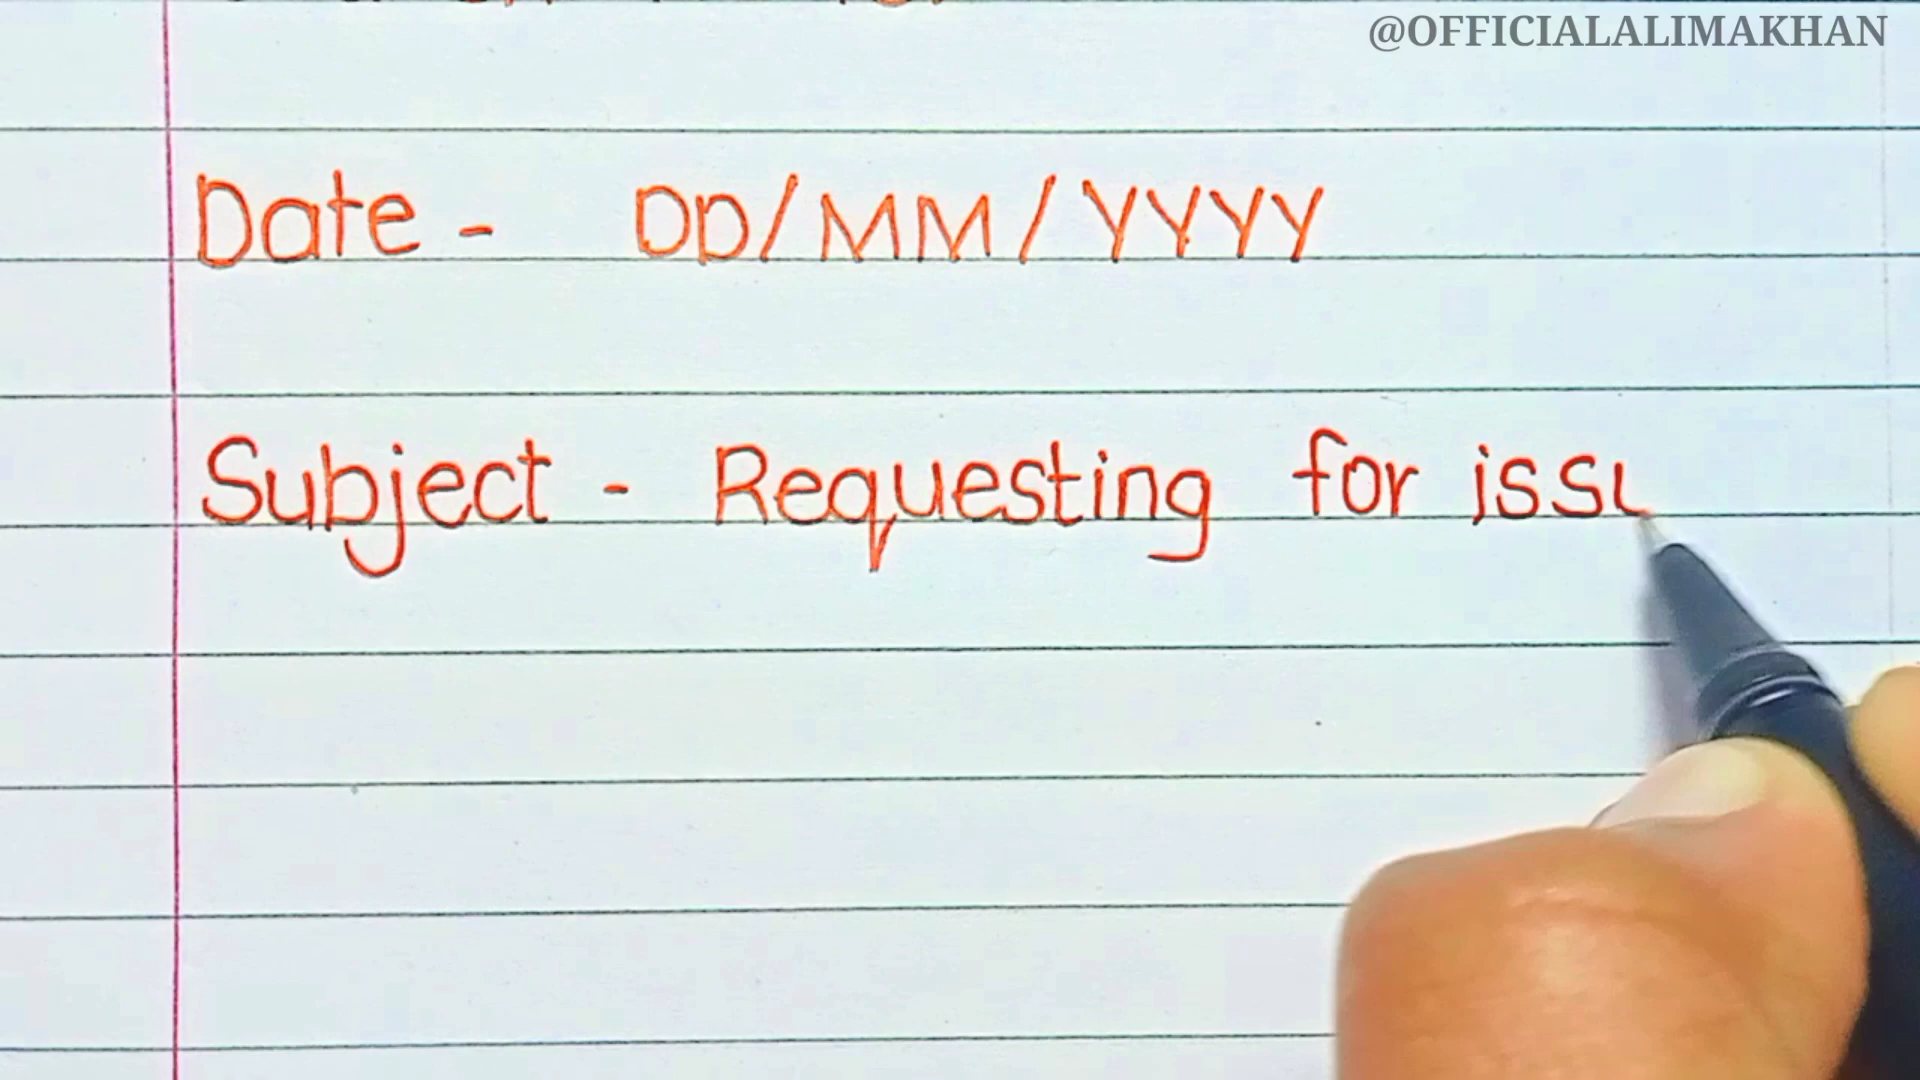 @OFFICIALALIMAKHAN
Date - DD/MM/YYYY
Subject - Requesting for issu